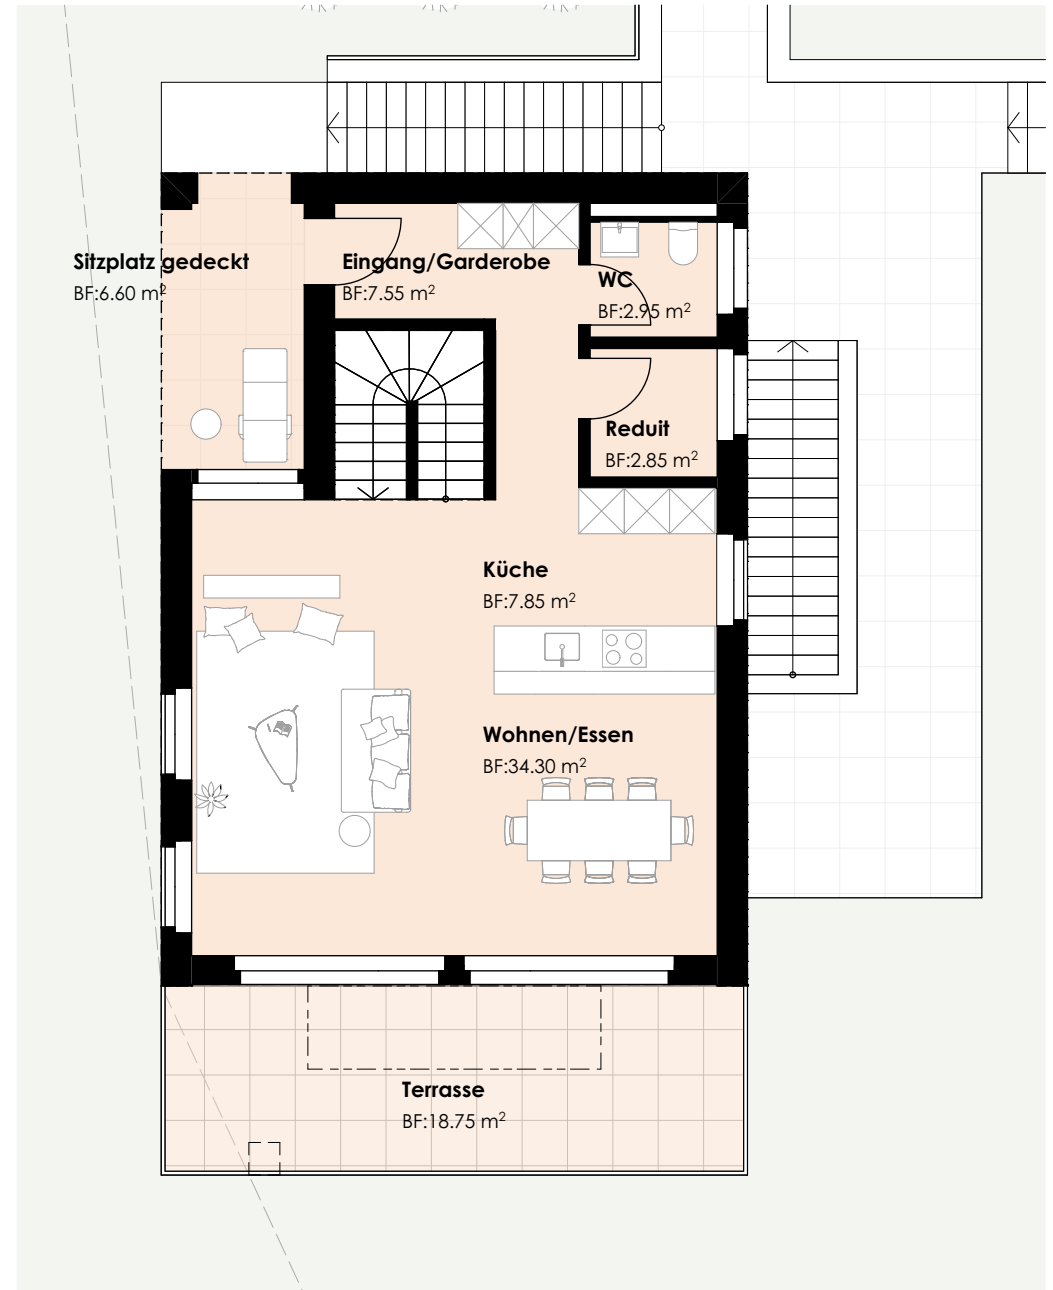 Sitzplatz gedeckt
BF:6.60 m²
Eingang/Garderobe
BF:7.55 m²
WC
BF:2.95 m²
Reduit
BF:2.85 m²
Küche
BF:7.85 m²
Wohnen/Essen
BF:34.30 m²
Terrasse
BF:18.75 m²